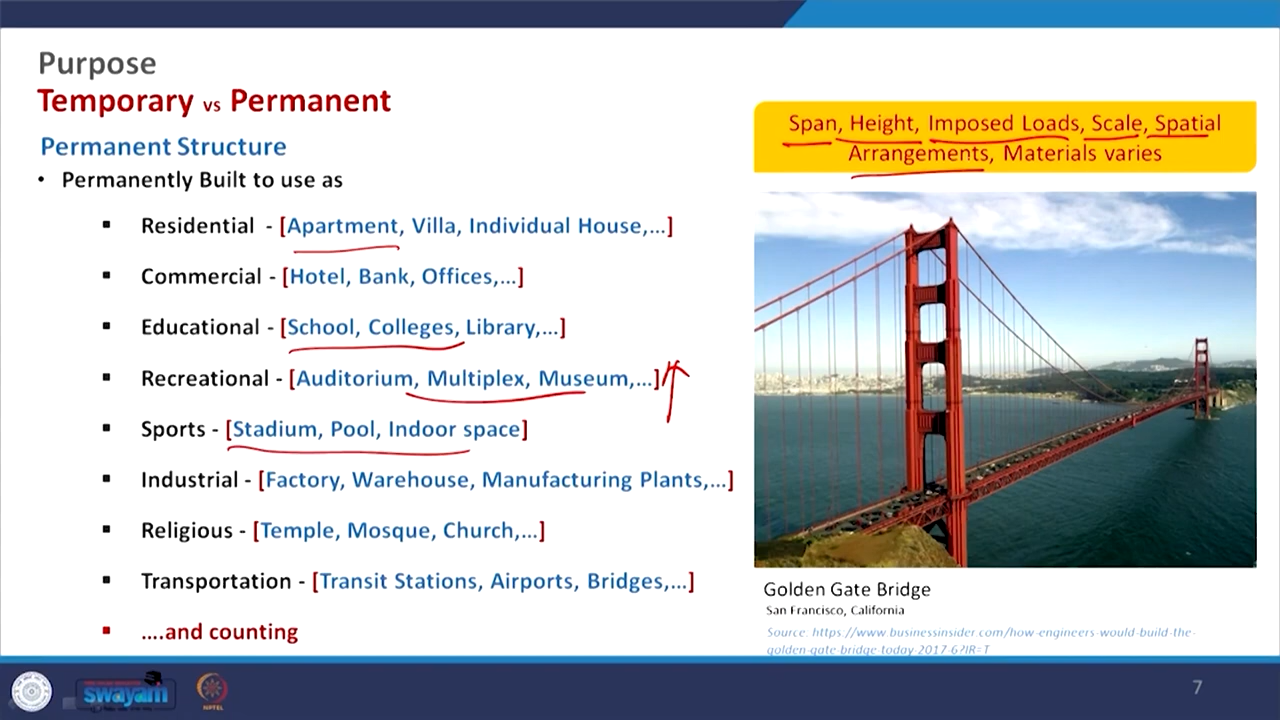 Purpose
Temporary vs Permanent
Permanent Structure
• Permanently Built to use as
▪ Residential - [Apartment, Villa, Individual House,...]
▪ Commercial - [Hotel, Bank, Offices,...]
▪ Educational - [School, Colleges, Library,...]
▪ Recreational - [Auditorium, Multiplex, Museum,...]
▪ Sports - [Stadium, Pool, Indoor space]
▪ Industrial - [Factory, Warehouse, Manufacturing Plants,...]
▪ Religious - [Temple, Mosque, Church,...]
▪ Transportation - [Transit Stations, Airports, Bridges,...]
▪ ....and counting
Span, Height, Imposed Loads, Scale, Spatial
Arrangements, Materials varies
Golden Gate Bridge
San Francisco, California
Source: https://www.businessinsider.com/how-engineers-would-build-the-
golden-gate-bridge-today-2017-6?IR=T
swayam
NPTEL
7